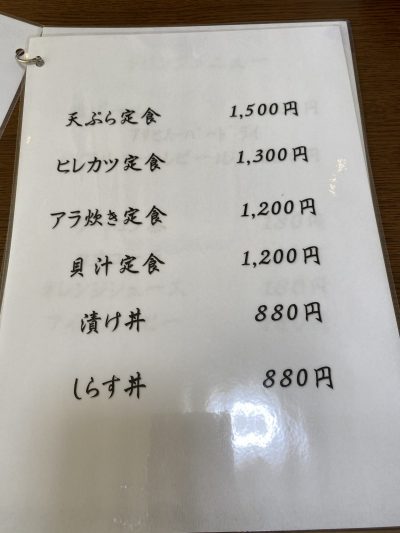 天ぷら定食 1,500円
ヒレカツ定食 1,300円
アラ炊き定食 1,200円
貝汁定食 1,200円
漬け丼 880円
しらす丼 880円